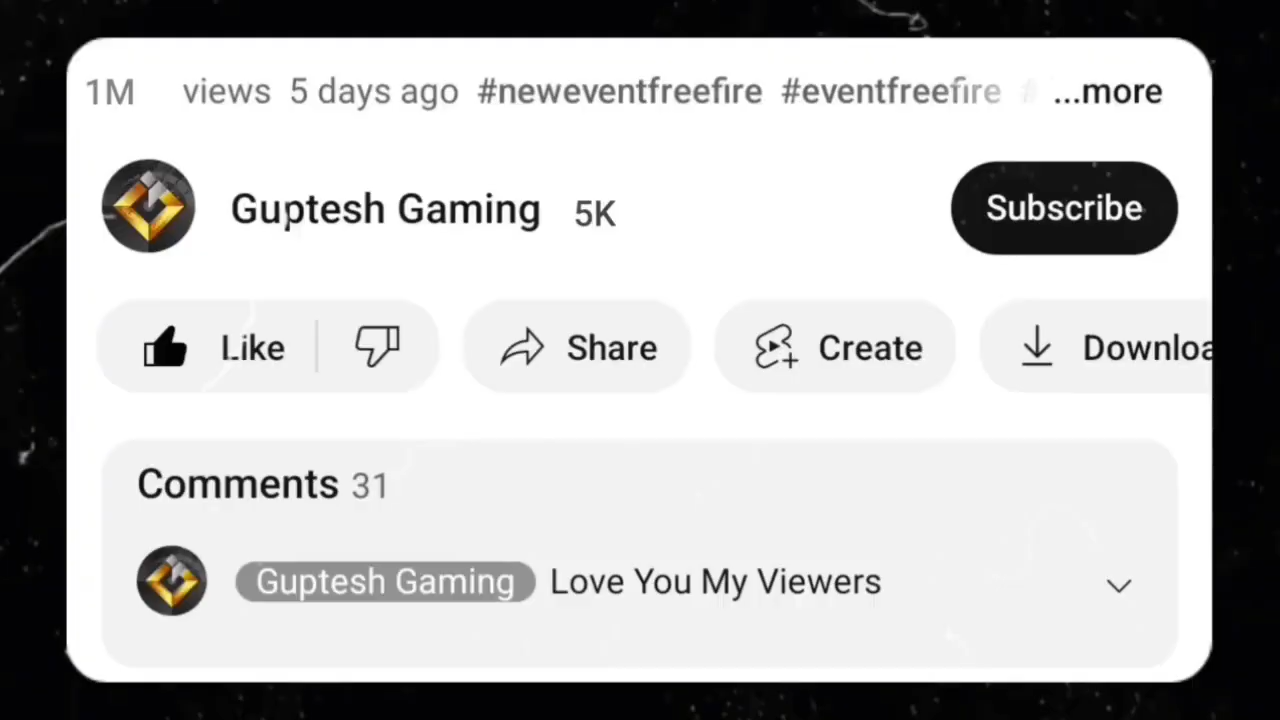 1M views 5 days ago #neweventfreefire #eventfreefire # ...more
Guptesh Gaming 5K Subscribe
Like Share Create Downloa
Comments 31
Guptesh Gaming Love You My Viewers